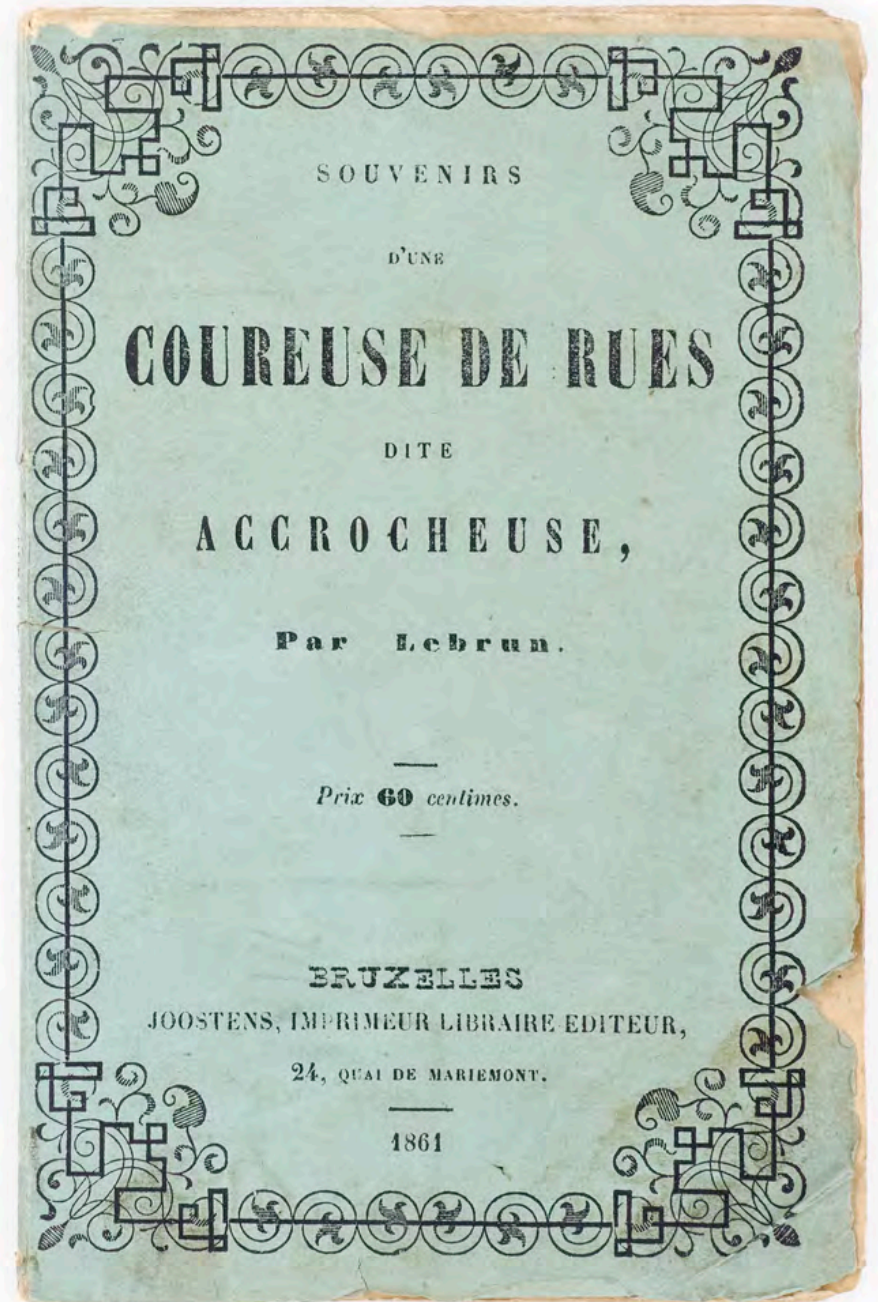 SOUVENIRS
D'UNE
COUREUSE DE RUES
DITE
ACCROCHEUSE,
Par Lebrun.
Prix 60 centimes.
BRUXELLES
JOOSTENS, IMPRIMEUR LIBRAIRE EDITEUR,
24, QUAI DE MARIEMONT.
1861